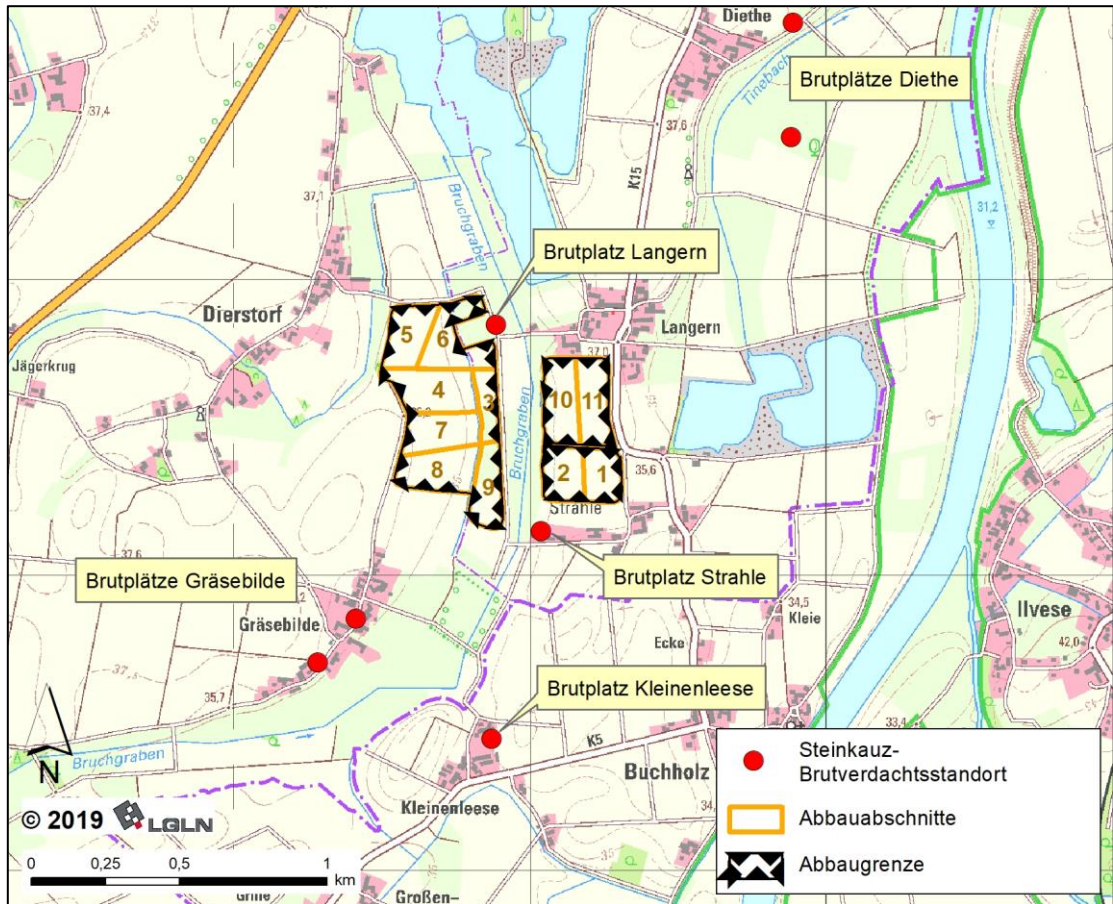 Diethe
37,4
Tinebach
Brutplätze Diethe
37,6
K15
37,1
Bruchgraben
31,2
Brutplatz Langern
Dierstorf
Langern
37,0
Jägerkrug
5
6
4
3
7
8
9
Bruchgraben
10
11
2
1
35,6
Strahle
37,6
Brutplätze Gräsebilde
Brutplatz Strahle
Gräsebilde
34,5
Kleie
Ilvese
42,0
Ecke
37,5
35,7
Brutplatz Kleinenleese
K5
33,4
Bruchgraben
N
Buchholz
Kleinenleese
© 2019 LGLN
0 0,25 0,5 1
km
Großen-
Steinkauz-
Brutverdachtsstandort
Abbauabschnitte
Abbaugrenze